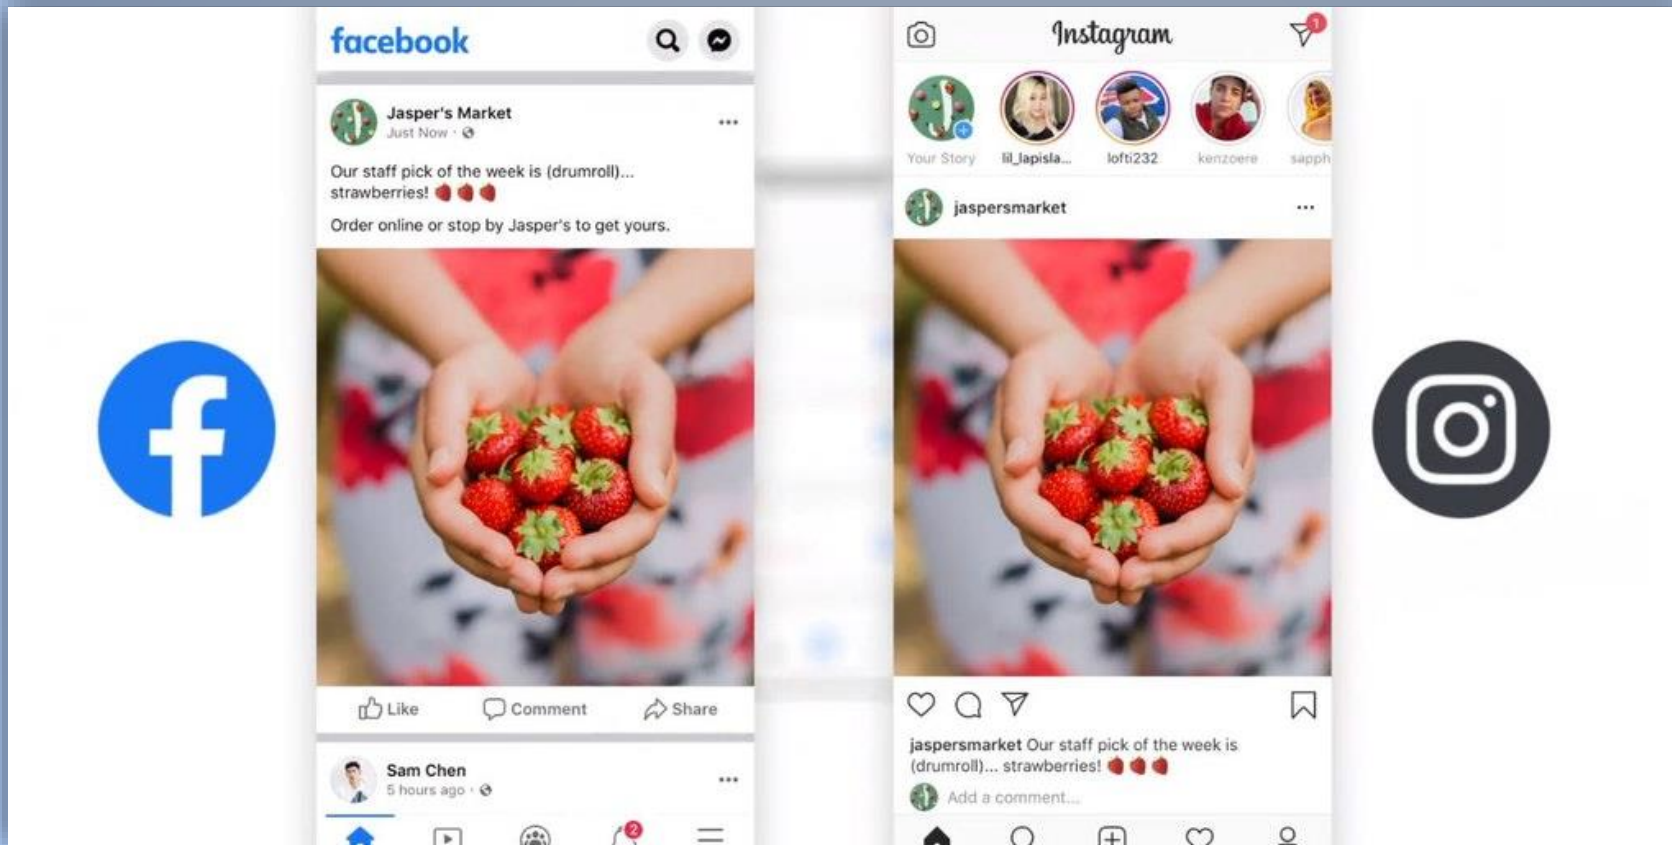 facebook
Jasper's Market
Just Now ·
Our staff pick of the week is (drumroll)...
strawberries! 🍓🍓🍓
Order online or stop by Jasper's to get yours.
Like
Comment
Share
Sam Chen
5 hours ago ·
2
Instagram
1
Your Story
lil_lapisla...
lofti232
kenzoere
sapph
jaspersmarket
jaspersmarket Our staff pick of the week is
(drumroll)... strawberries! 🍓🍓🍓
Add a comment...